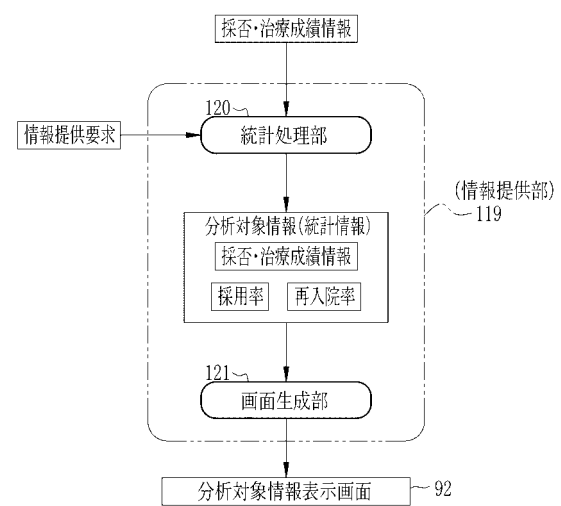 採否・治療成績情報
120
情報提供要求
統計処理部
(情報提供部)
119
分析対象情報(統計情報)
採否・治療成績情報
採用率
再入院率
121
画面生成部
分析対象情報表示画面
92